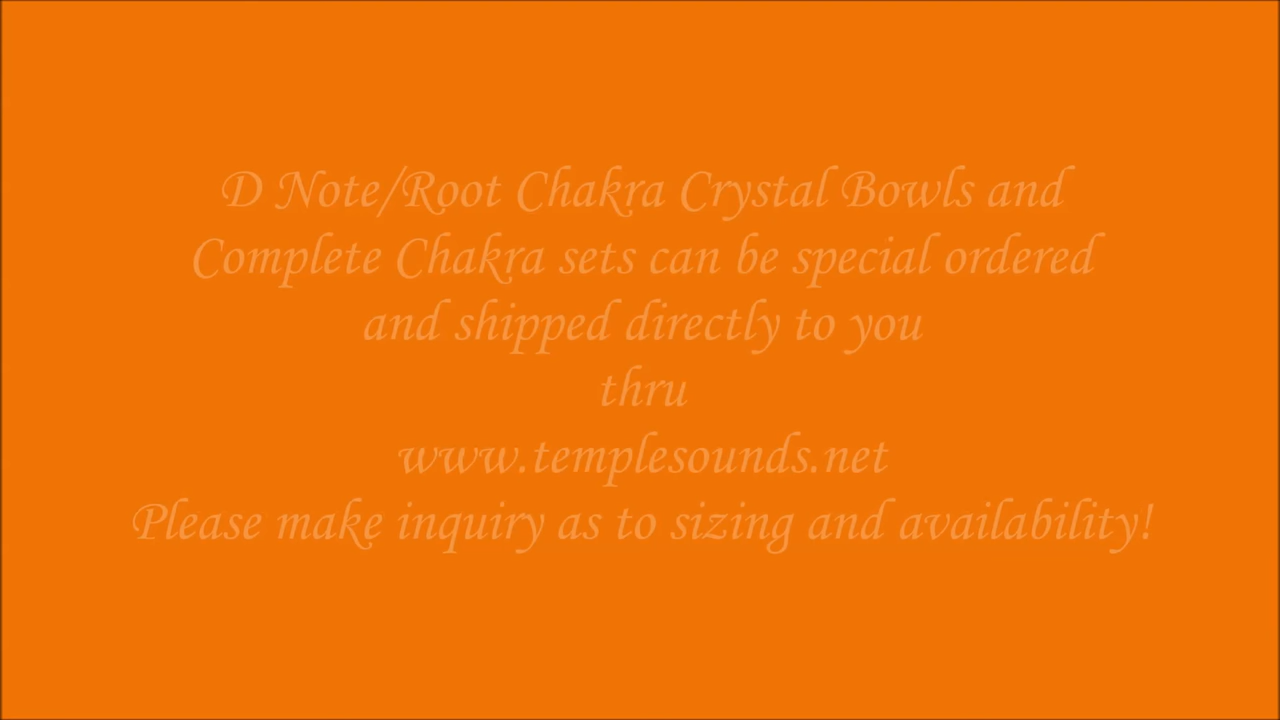 D Note/Root Chakra Crystal Bowls and
Complete Chakra sets can be special ordered
and shipped directly to you
thru
www.templesounds.net
Please make inquiry as to sizing and availability!